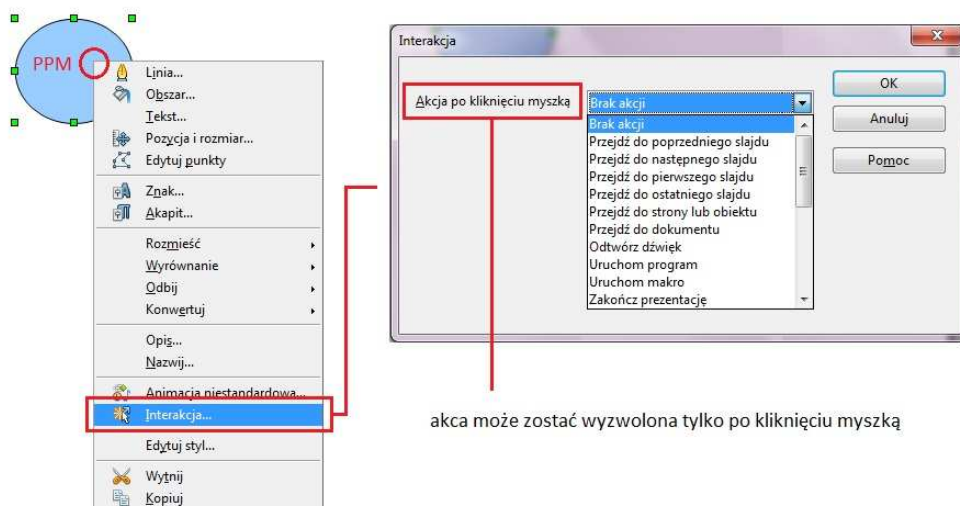 PPM
Linia...
Obszar...
Tekst...
Pozycja i rozmiar...
Edytuj punkty
Znak...
Akapit...
Rozmieść
Wyrównanie
Odbij
Konwertuj
Opis...
Nazwij...
Animacja niestandardowa...
Interakcja...
Edytuj styl...
Wytnij
Kopiuj
Interakcja
Akcja po kliknięciu myszką
Brak akcji
Brak akcji
Przejdź do poprzedniego slajdu
Przejdź do następnego slajdu
Przejdź do pierwszego slajdu
Przejdź do ostatniego slajdu
Przejdź do strony lub obiektu
Przejdź do dokumentu
Odtwórz dźwięk
Uruchom program
Uruchom makro
Zakończ prezentację
OK
Anuluj
Pomoc
akca może zostać wyzwolona tylko po kliknięciu myszką